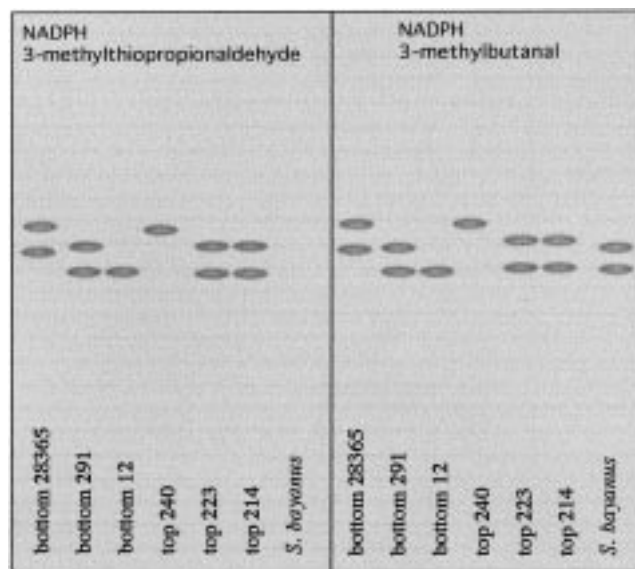 NADPH
3-methylthiopropionaldehyde
NADPH
3-methylbutanal
bottom 28365
bottom 291
bottom 12
top 240
top 223
top 214
S. bayanus
bottom 28365
bottom 291
bottom 12
top 240
top 223
top 214
S. bayanus